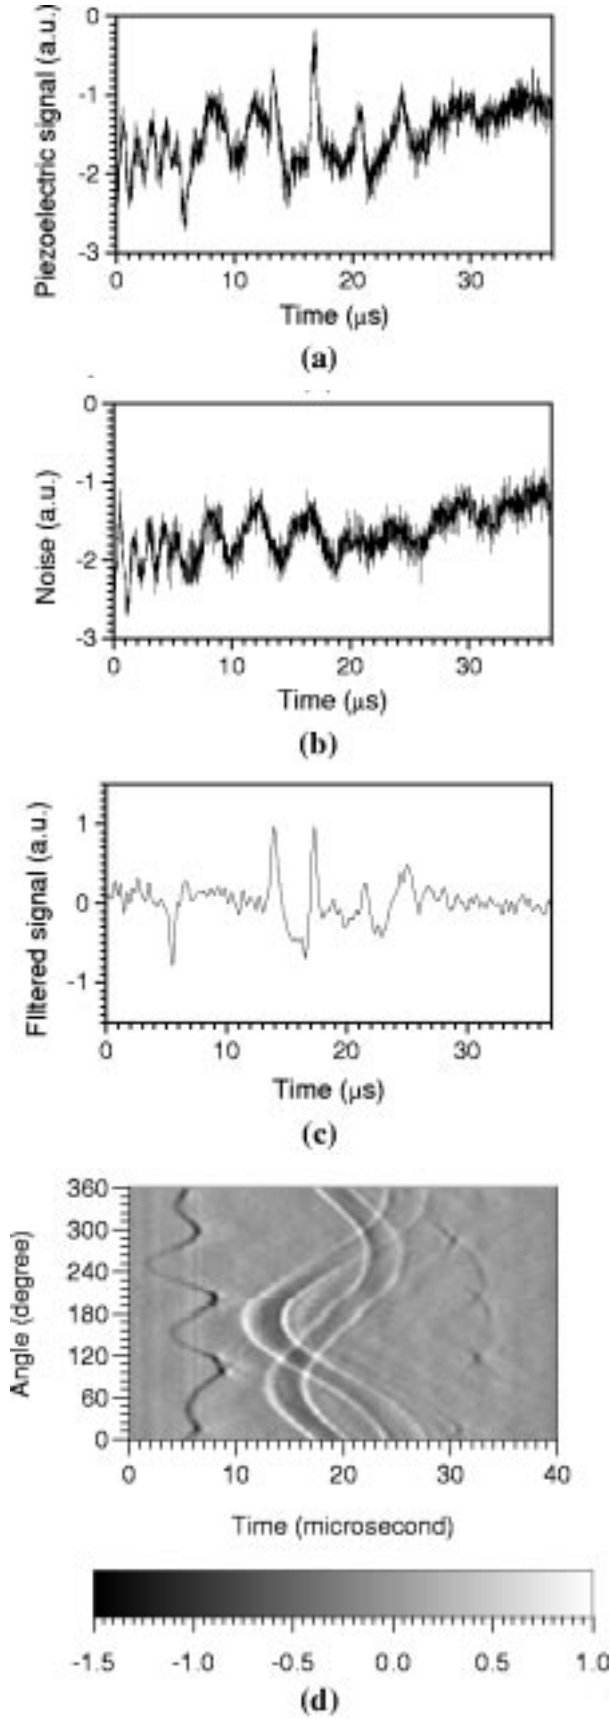 Piezoelectric signal (a.u.)
0
-1
-2
-3
0 10 20 30
Time (μs)
(a)
Noise (a.u.)
0
-1
-2
-3
0 10 20 30
Time (μs)
(b)
FIltered signal (a.u.)
1
0
-1
0 10 20 30
Time (μs)
(c)
Angle (degree)
360
300
240
180
120
60
0
0 10 20 30 40
Time (microsecond)
-1.5 -1.0 -0.5 0.0 0.5 1.0
(d)